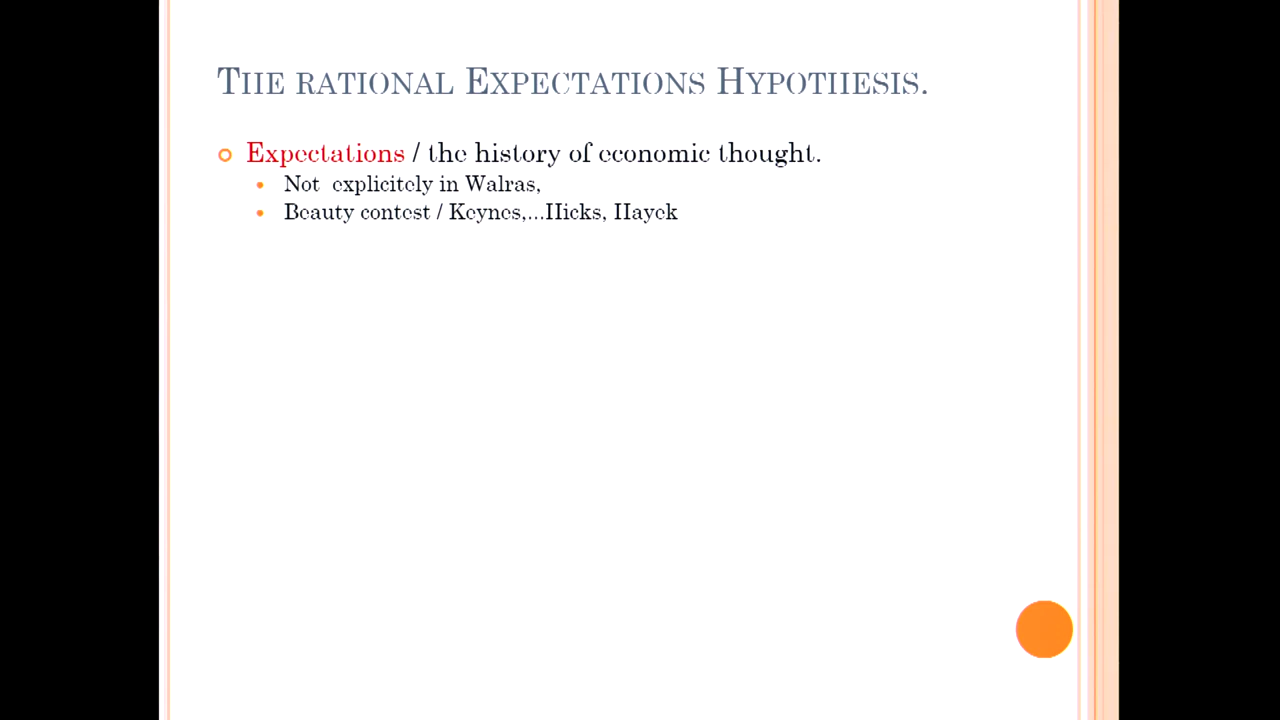 The rational Expectations Hypothesis.
Expectations / the history of economic thought.
Not explicitely in Walras,
Beauty contest / Keynes,...Hicks, Hayek